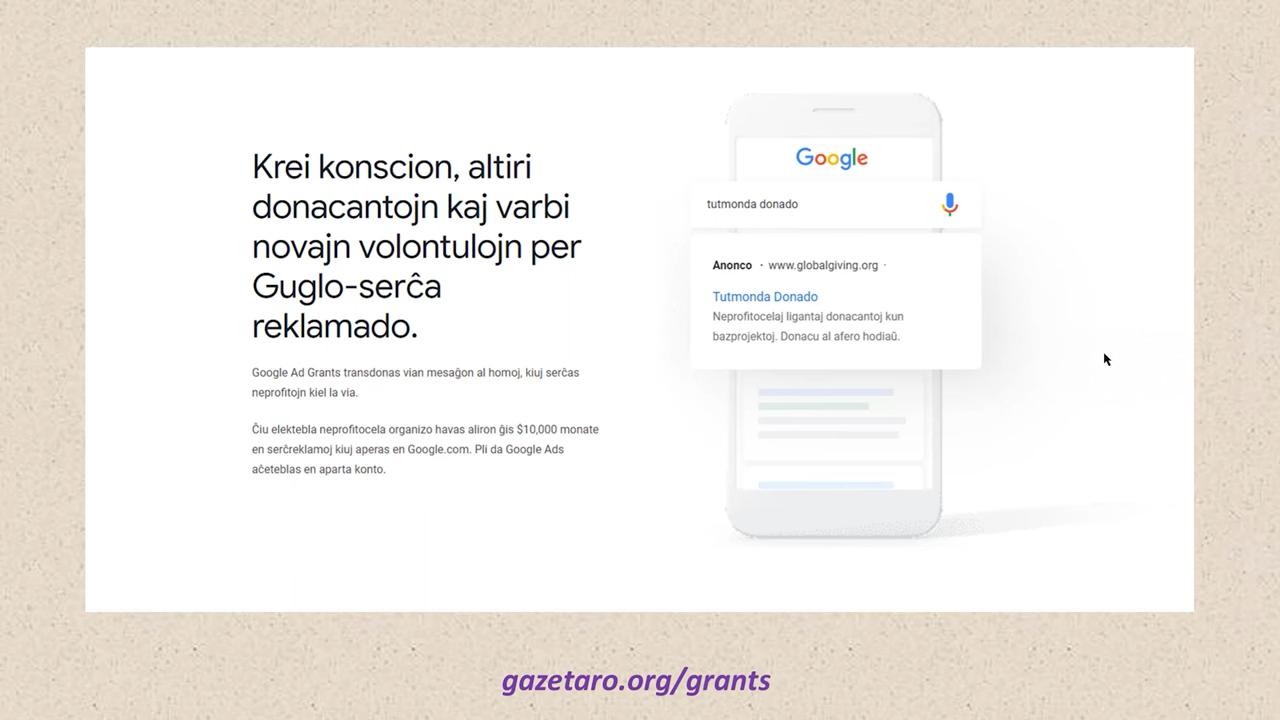 Krei konscion, altiri
donacantojn kaj varbi
novajn volontulojn per
Guglo-serĉa
reklamado.
Google Ad Grants transdonas vian mesaĝon al homoj, kiuj serĉas
neprofitojn kiel la via.
Ĉiu elektebla neprofitocela organizo havas aliron ĝis $10,000 monate
en serĉreklamoj kiuj aperas en Google.com. Pli da Google Ads
aĉeteblas en aparta konto.
Google
tutmonda donado
Anonco · www.globalgiving.org ·
Tutmonda Donado
Neprofitocelaj ligantaj donacantoj kun
bazprojektoj. Donacu al afero hodiaŭ.
gazetaro.org/grants